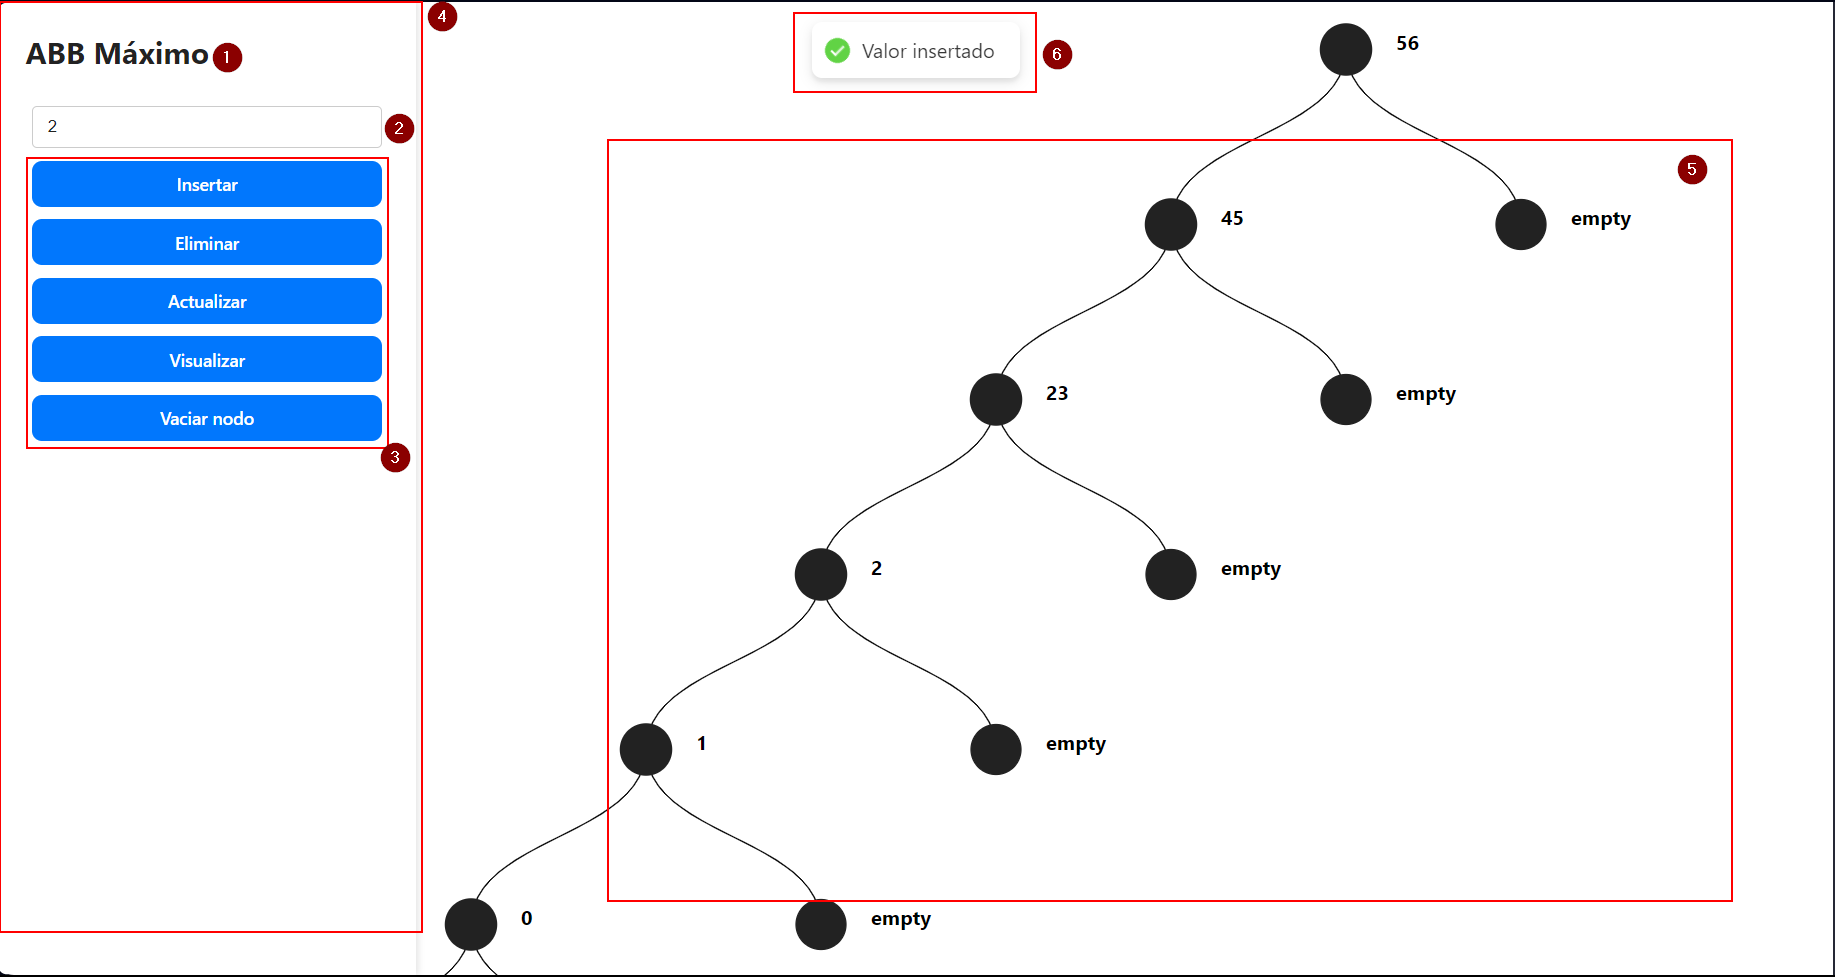 4
ABB Máximo 1
2 2
Insertar
Eliminar
Actualizar
Visualizar
Vaciar nodo
3
Valor insertado 6
56
5
45
empty
23
empty
2
empty
1
empty
0
empty